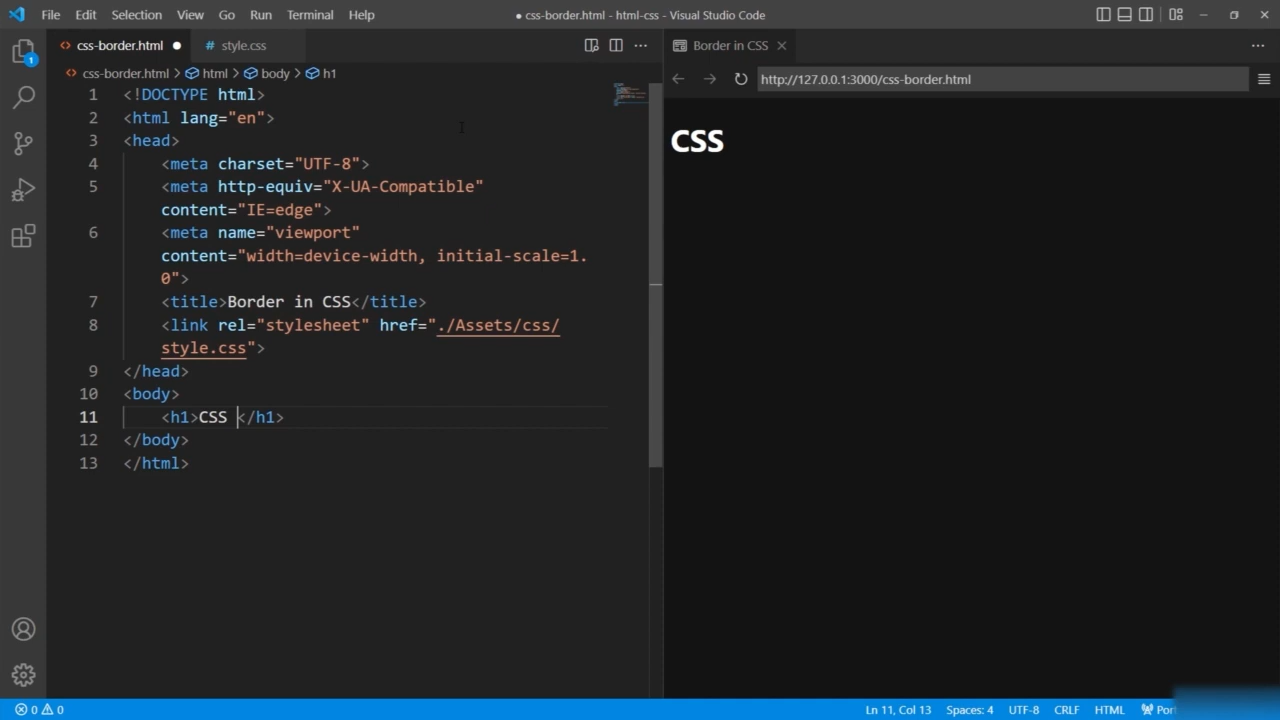 File Edit Selection View Go Run Terminal Help
● css-border.html - html-css - Visual Studio Code
css-border.html ●
# style.css
Border in CSS
css-border.html > html > body > h1
http://127.0.0.1:3000/css-border.html
1
1 <!DOCTYPE html>
2 <html lang="en">
3 <head>
4 <meta charset="UTF-8">
5 <meta http-equiv="X-UA-Compatible"
content="IE=edge">
6 <meta name="viewport"
content="width=device-width, initial-scale=1.
0">
7 <title>Border in CSS</title>
8 <link rel="stylesheet" href="./Assets/css/
style.css">
9 </head>
10 <body>
11 <h1>CSS </h1>
12 </body>
13 </html>
CSS
0 0
Ln 11, Col 13 Spaces: 4 UTF-8 CRLF HTML